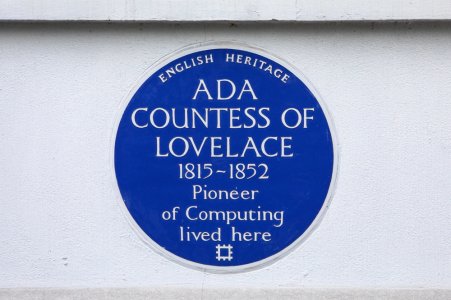 ENGLISH HERITAGE
ADA
COUNTESS OF
LOVELACE
1815~1852
Pioneer
of Computing
lived here